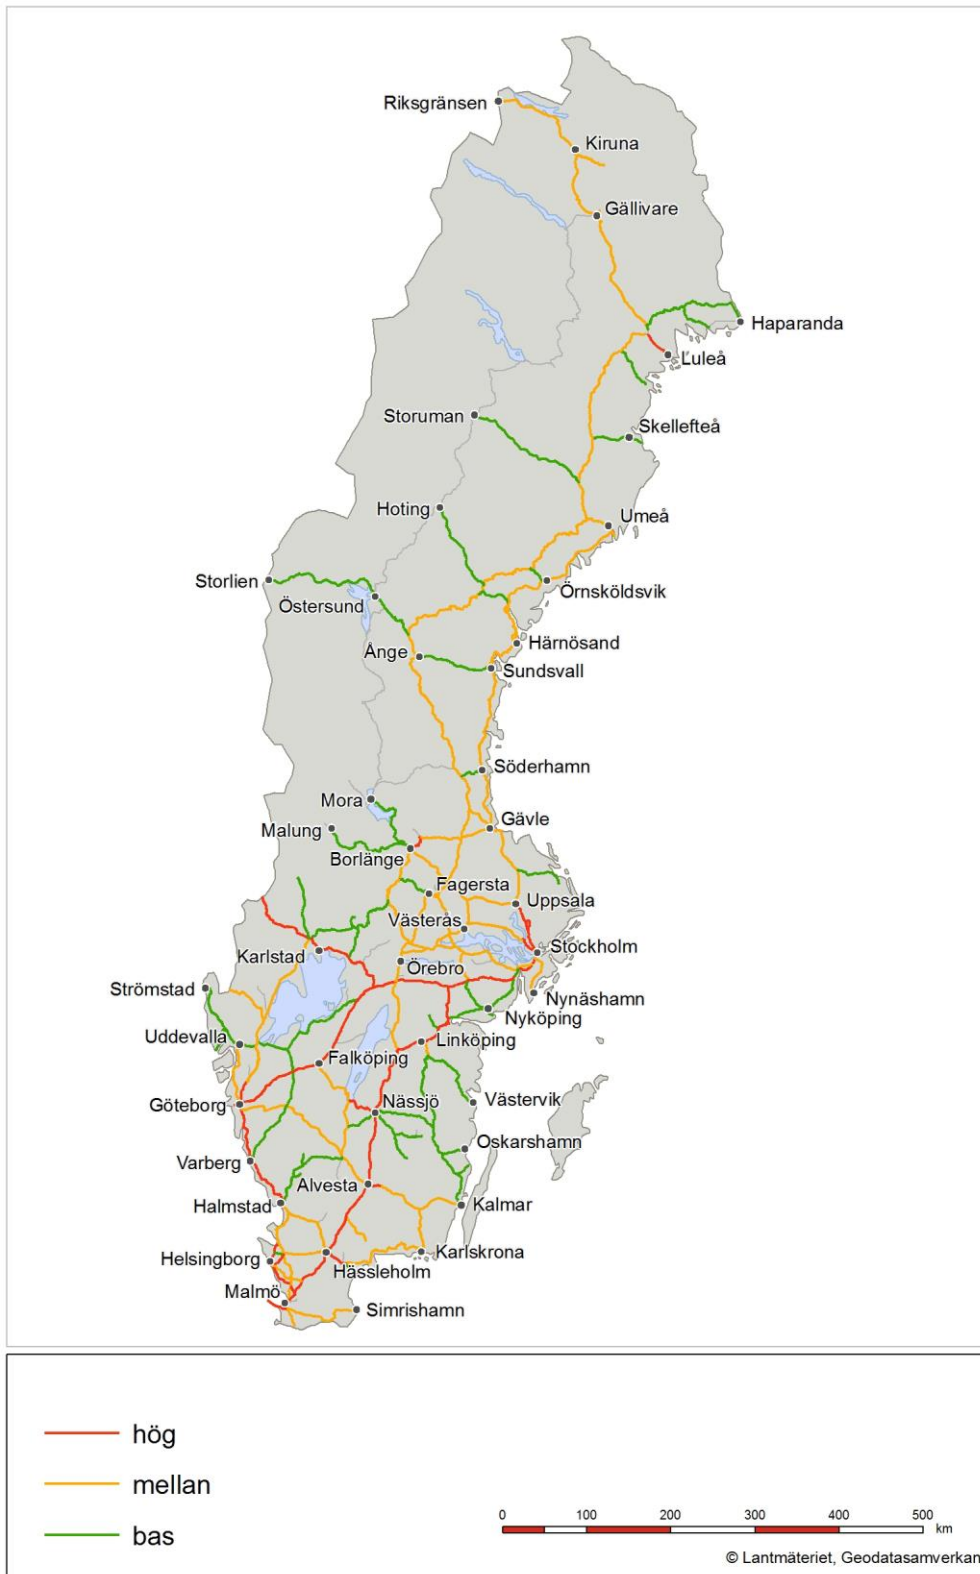 Riksgränsen
Kiruna
Gällivare
Haparanda
Luleå
Storuman
Skellefteå
Hoting
Umeå
Storlien
Östersund
Örnsköldsvik
Ånge
Härnösand
Sundsvall
Söderhamn
Mora
Malung
Gävle
Borlänge
Fagersta
Uppsala
Västerås
Karlstad
Stockholm
Örebro
Strömstad
Nynäshamn
Nyköping
Uddevalla
Linköping
Falköping
Göteborg
Nässjö
Västervik
Oskarshamn
Varberg
Alvesta
Halmstad
Kalmar
Helsingborg
Karlskrona
Hässleholm
Malmö
Simrishamn
hög
mellan
bas
0 100 200 300 400 500
km
© Lantmäteriet, Geodatasamverkan